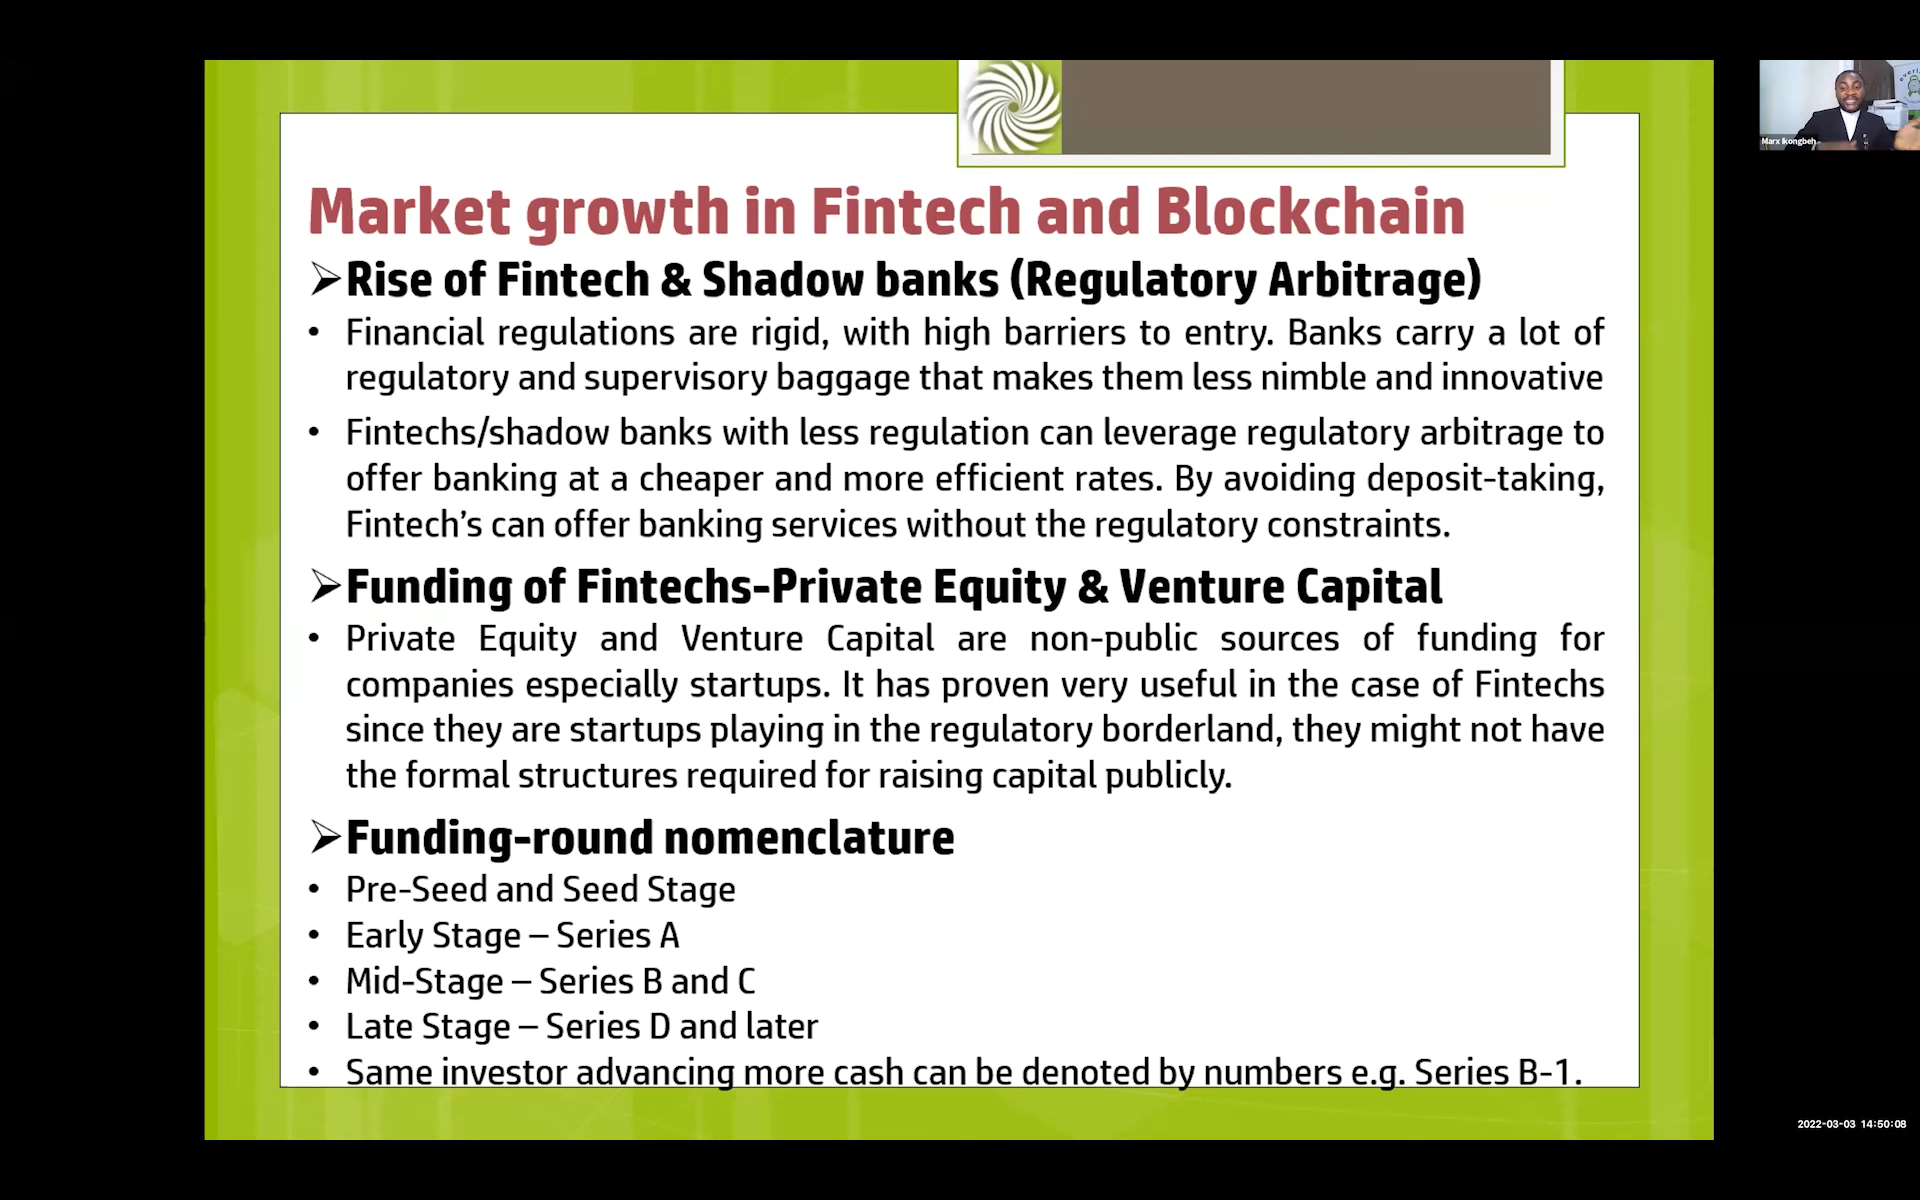 Market growth in Fintech and Blockchain
➢Rise of Fintech & Shadow banks (Regulatory Arbitrage)
• Financial regulations are rigid, with high barriers to entry. Banks carry a lot of
regulatory and supervisory baggage that makes them less nimble and innovative
• Fintechs/shadow banks with less regulation can leverage regulatory arbitrage to
offer banking at a cheaper and more efficient rates. By avoiding deposit-taking,
Fintech’s can offer banking services without the regulatory constraints.
➢Funding of Fintechs-Private Equity & Venture Capital
• Private Equity and Venture Capital are non-public sources of funding for
companies especially startups. It has proven very useful in the case of Fintechs
since they are startups playing in the regulatory borderland, they might not have
the formal structures required for raising capital publicly.
➢Funding-round nomenclature
• Pre-Seed and Seed Stage
• Early Stage – Series A
• Mid-Stage – Series B and C
• Late Stage – Series D and later
• Same investor advancing more cash can be denoted by numbers e.g. Series B-1.
Marx Ikongbeh
2022-03-03 14:50:08